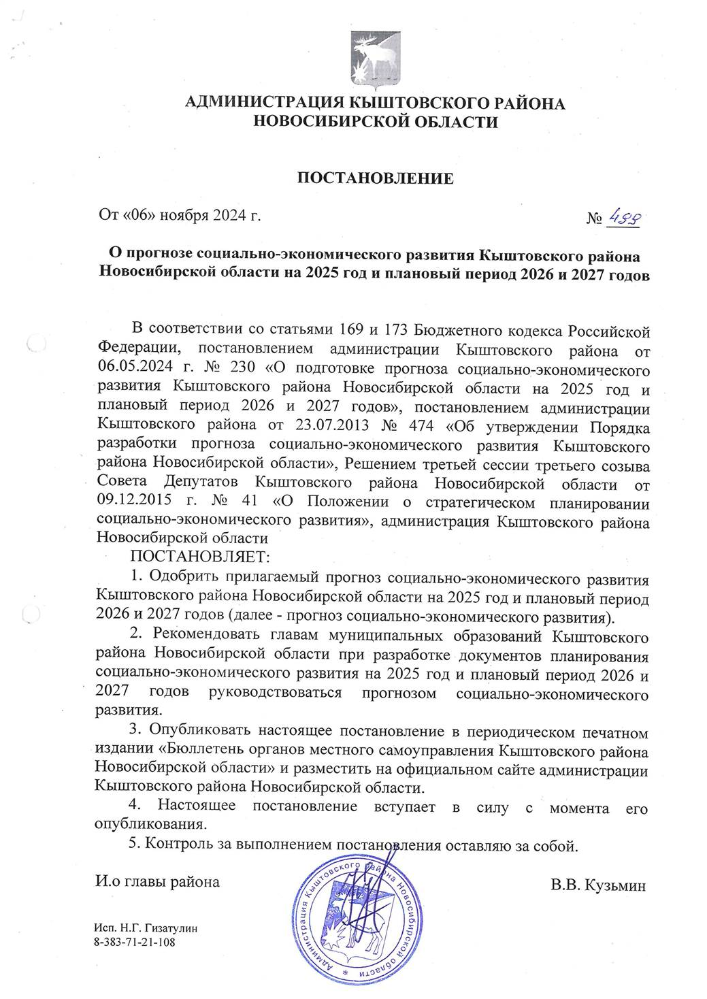 АДМИНИСТРАЦИЯ КЫШТОВСКОГО РАЙОНА
НОВОСИБИРСКОЙ ОБЛАСТИ
ПОСТАНОВЛЕНИЕ
От «06» ноября 2024 г.
№ 499
О прогнозе социально-экономического развития Кыштовского района
Новосибирской области на 2025 год и плановый период 2026 и 2027 годов
В соответствии со статьями 169 и 173 Бюджетного кодекса Российской
Федерации, постановлением администрации Кыштовского района от
06.05.2024 г. № 230 «О подготовке прогноза социально-экономического
развития Кыштовского района Новосибирской области на 2025 год и
плановый период 2026 и 2027 годов», постановлением администрации
Кыштовского района от 23.07.2013 № 474 «Об утверждении Порядка
разработки прогноза социально-экономического развития Кыштовского
района Новосибирской области», Решением третьей сессии третьего созыва
Совета Депутатов Кыштовского района Новосибирской области от
09.12.2015 г. № 41 «О Положении о стратегическом планировании
социально-экономического развития», администрация Кыштовского района
Новосибирской области
ПОСТАНОВЛЯЕТ:
1. Одобрить прилагаемый прогноз социально-экономического развития
Кыштовского района Новосибирской области на 2025 год и плановый период
2026 и 2027 годов (далее - прогноз социально-экономического развития).
2. Рекомендовать главам муниципальных образований Кыштовского
района Новосибирской области при разработке документов планирования
социально-экономического развития на 2025 год и плановый период 2026 и
2027 годов руководствоваться прогнозом социально-экономического
развития.
3. Опубликовать настоящее постановление в периодическом печатном
издании «Бюллетень органов местного самоуправления Кыштовского района
Новосибирской области» и разместить на официальном сайте администрации
Кыштовского района Новосибирской области.
4. Настоящее постановление вступает в силу с момента его
опубликования.
5. Контроль за выполнением постановления оставляю за собой.
И.о главы района
В.В. Кузьмин
Администрация Кыштовского района Новосибирской области *
Исп. Н.Г. Гизатулин
8-383-71-21-108